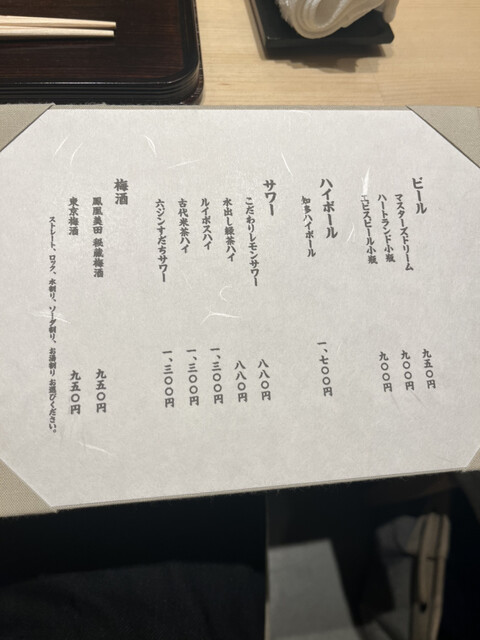 ビール
マスターズドリーム 九五〇円
ハートランド小瓶 九〇〇円
ヱビスビール小瓶 九〇〇円
ハイボール
知多ハイボール 一、七〇〇円
サワー
こだわりレモンサワー 八八〇円
水出し緑茶ハイ 八八〇円
ルイボスハイ 一、三〇〇円
古代米茶ハイ 一、三〇〇円
六ジンすだちサワー 一、三〇〇円
梅酒
鳳凰美田 秘蔵梅酒 九五〇円
東京梅酒 九五〇円
ストレート、ロック、水割り、ソーダ割り、お湯割り お選びください。